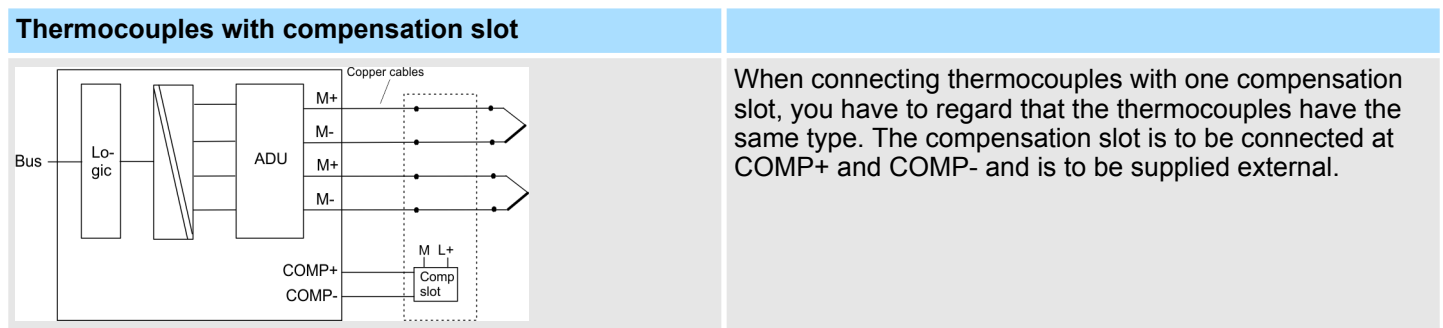 Thermocouples with compensation slot
Copper cables
M+
M-
M+
M-
Bus
Lo-
gic
ADU
M L+
COMP+
COMP-
Comp
slot
When connecting thermocouples with one compensation
slot, you have to regard that the thermocouples have the
same type. The compensation slot is to be connected at
COMP+ and COMP- and is to be supplied external.